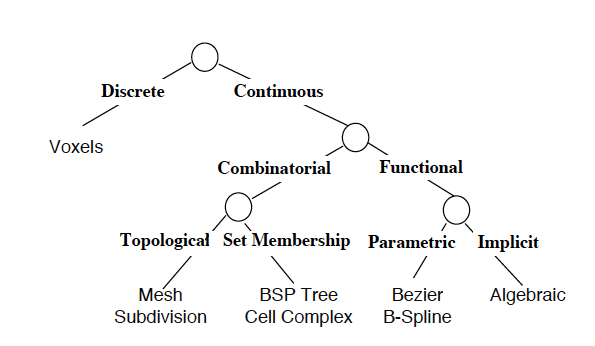 Discrete Continuous
Voxels
Combinatorial Functional
Topological Set Membership Parametric Implicit
Mesh BSP Tree Bezier Algebraic
Subdivision Cell Complex B-Spline